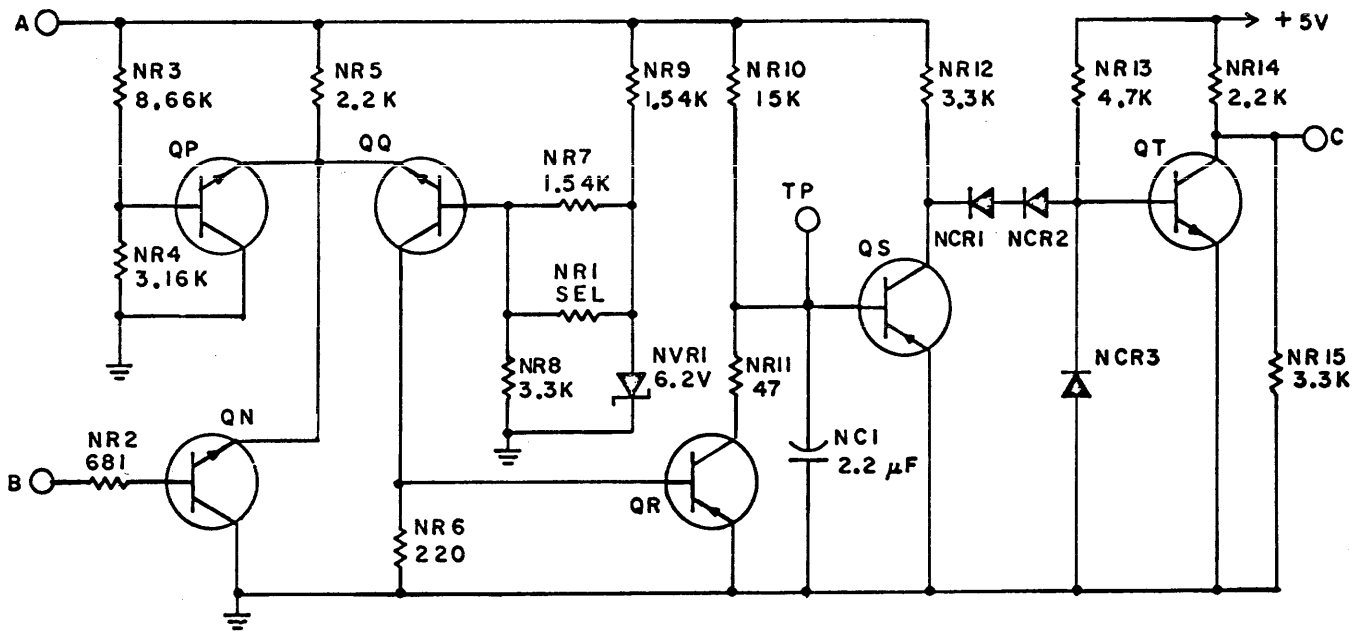 A
+5V
NR3
8.66K
NR5
2.2K
NR9
1.54K
NR10
15K
NR12
3.3K
NR13
4.7K
NR14
2.2K
QP
QQ
NR7
1.54K
TP
QT
C
NR4
3.16K
NR1
SEL
QS
NCR1
NCR2
NR8
3.3K
NVR1
6.2V
NR11
47
NCR3
NR15
3.3K
QN
NR2
681
B
NC1
2.2 µF
QR
NR6
220